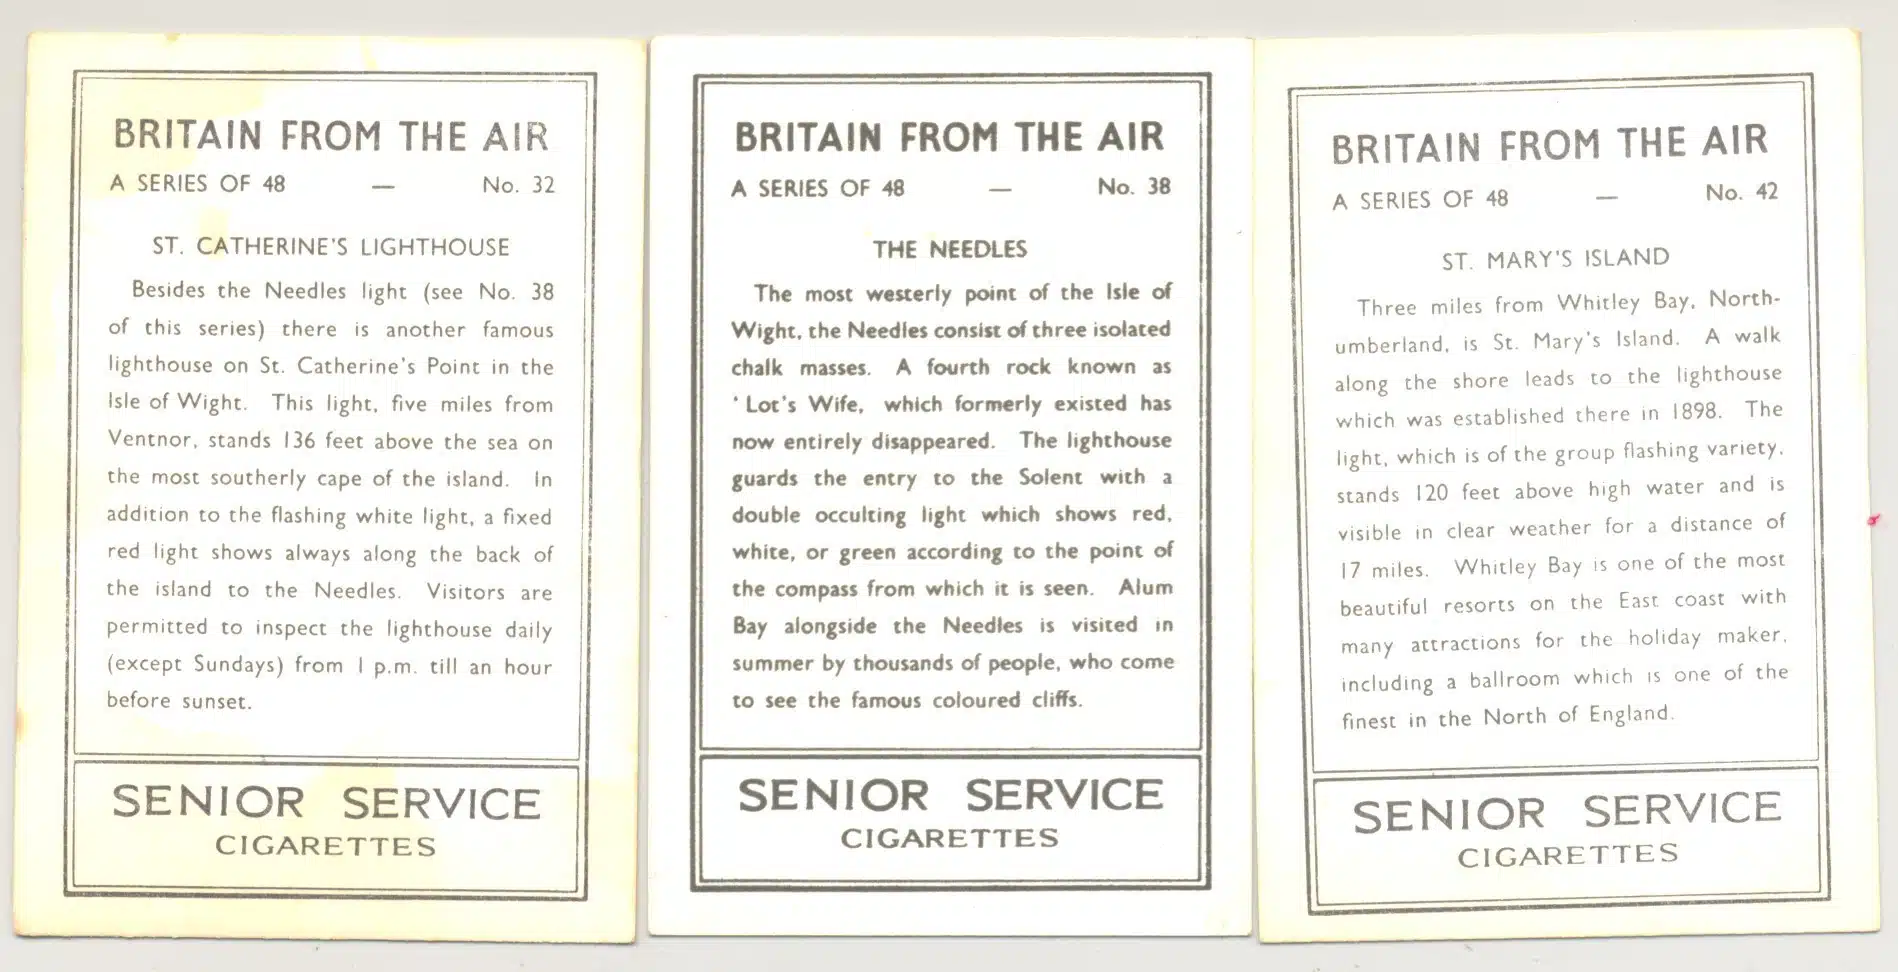 BRITAIN FROM THE AIR
A SERIES OF 48 — No. 32
ST. CATHERINE'S LIGHTHOUSE
Besides the Needles light (see No. 38
of this series) there is another famous
lighthouse on St. Catherine's Point in the
Isle of Wight. This light, five miles from
Ventnor, stands 136 feet above the sea on
the most southerly cape of the island. In
addition to the flashing white light, a fixed
red light shows always along the back of
the island to the Needles. Visitors are
permitted to inspect the lighthouse daily
(except Sundays) from 1 p.m. till an hour
before sunset.
SENIOR SERVICE
CIGARETTES
BRITAIN FROM THE AIR
A SERIES OF 48 — No. 38
THE NEEDLES
The most westerly point of the Isle of
Wight, the Needles consist of three isolated
chalk masses. A fourth rock known as
' Lot's Wife, which formerly existed has
now entirely disappeared. The lighthouse
guards the entry to the Solent with a
double occulting light which shows red,
white, or green according to the point of
the compass from which it is seen. Alum
Bay alongside the Needles is visited in
summer by thousands of people, who come
to see the famous coloured cliffs.
SENIOR SERVICE
CIGARETTES
BRITAIN FROM THE AIR
A SERIES OF 48 — No. 42
ST. MARY'S ISLAND
Three miles from Whitley Bay, North-
umberland, is St. Mary's Island. A walk
along the shore leads to the lighthouse
which was established there in 1898. The
light, which is of the group flashing variety,
stands 120 feet above high water and is
visible in clear weather for a distance of
17 miles. Whitley Bay is one of the most
beautiful resorts on the East coast with
many attractions for the holiday maker,
including a ballroom which is one of the
finest in the North of England.
SENIOR SERVICE
CIGARETTES